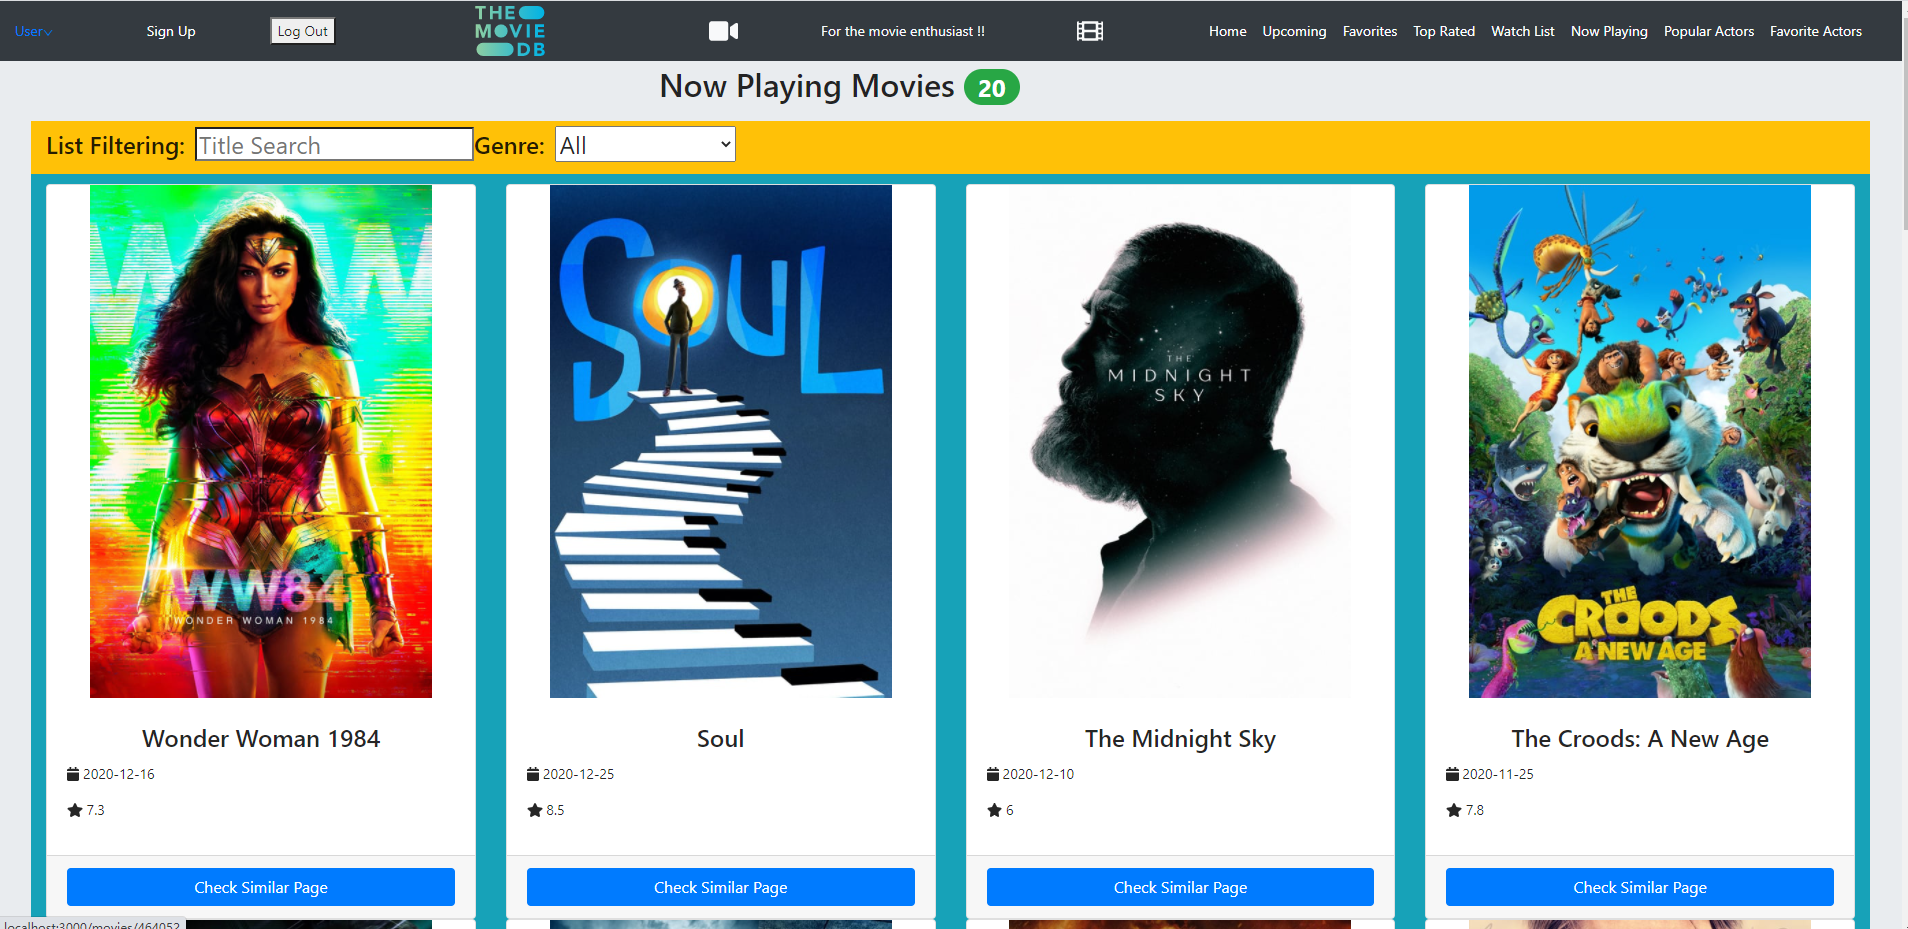 User Sign Up Log Out THE MOVIE DB For the movie enthusiast !! Home Upcoming Favorites Top Rated Watch List Now Playing Popular Actors Favorite Actors
Now Playing Movies 20
List Filtering: Title Search Genre: All
WW84
WONDER WOMAN 1984
SOUL
THE
MIDNIGHT
SKY
THE
CROODS
A NEW AGE
Wonder Woman 1984 Soul The Midnight Sky The Croods: A New Age
2020-12-16 2020-12-25 2020-12-10 2020-11-25
7.3 8.5 6 7.8
Check Similar Page Check Similar Page Check Similar Page Check Similar Page
localhost:3000/movies/464052